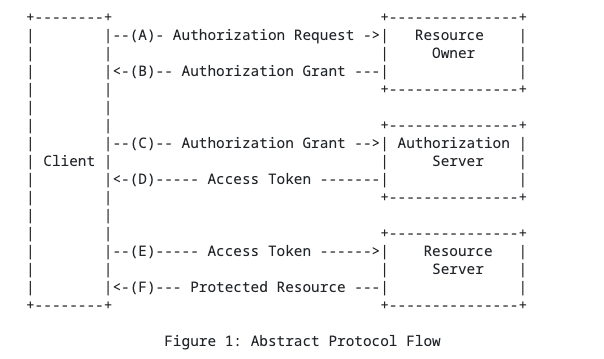 +--------+                               +---------------+
|        |--(A)- Authorization Request ->|   Resource    |
|        |                               |     Owner     |
|        |<-(B)-- Authorization Grant ---|               |
|        |                               +---------------+
|        |
|        |                               +---------------+
|        |--(C)-- Authorization Grant -->| Authorization |
| Client |                               |     Server    |
|        |<-(D)----- Access Token -------|               |
|        |                               +---------------+
|        |
|        |                               +---------------+
|        |--(E)----- Access Token ------>|    Resource   |
|        |                               |     Server    |
|        |<-(F)--- Protected Resource ---|               |
+--------+                               +---------------+
Figure 1: Abstract Protocol Flow